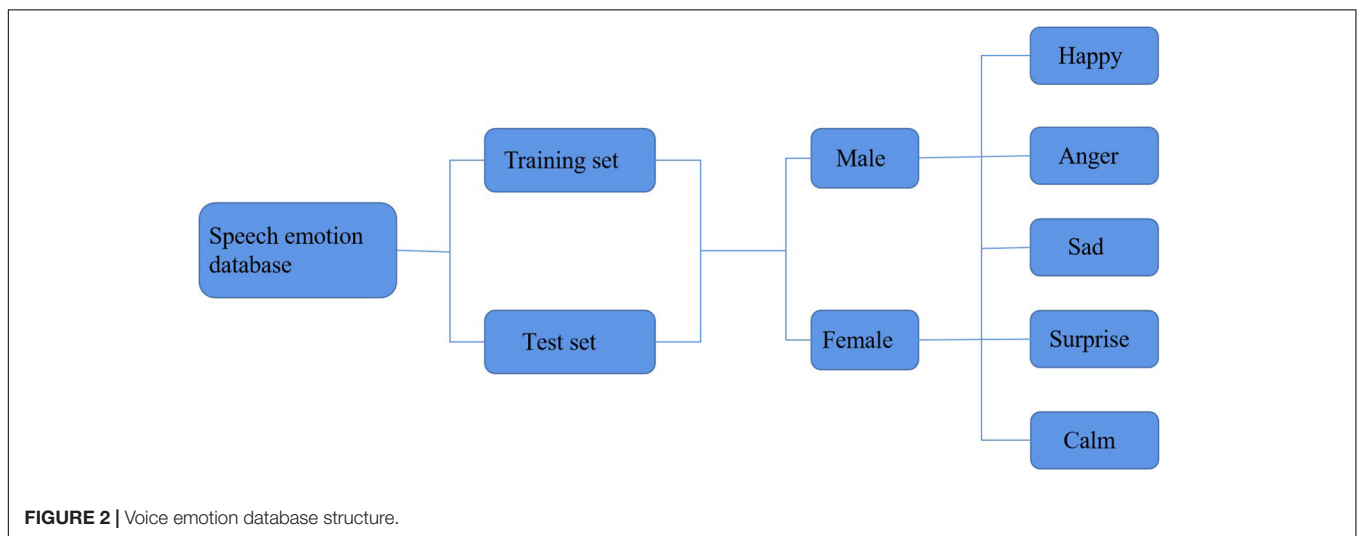 Speech emotion
database
Training set
Test set
Male
Female
Happy
Anger
Sad
Surprise
Calm
FIGURE 2 | Voice emotion database structure.